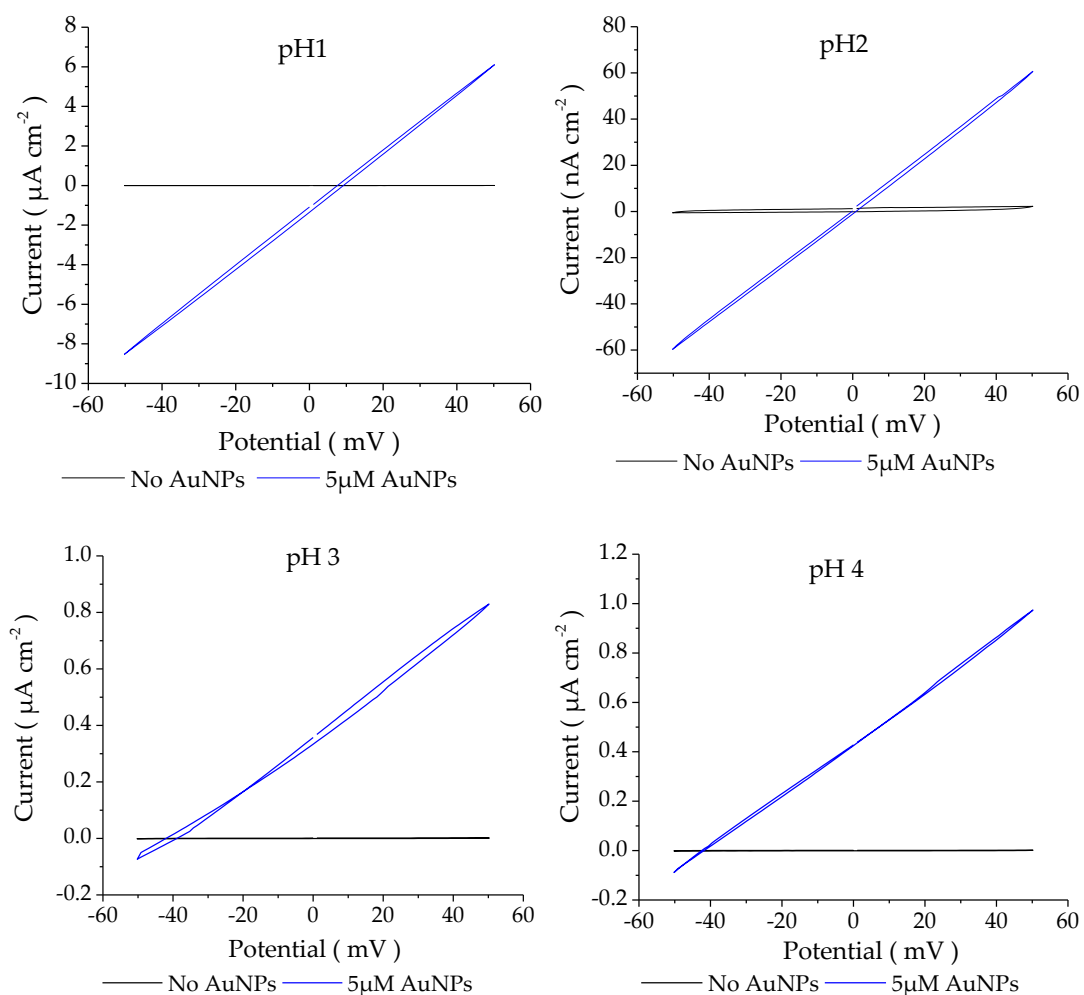 pH1
8
6
4
2
0
-2
-4
-6
-8
-10
Current ( µA cm-2)
-60 -40 -20 0 20 40 60
Potential ( mV )
No AuNPs 5µM AuNPs
pH2
80
60
40
20
0
-20
-40
-60
Current ( nA cm-2)
-60 -40 -20 0 20 40 60
Potential ( mV )
No AuNPs 5µM AuNPs
pH 3
1.0
0.8
0.6
0.4
0.2
0.0
-0.2
Current ( µA cm-2)
-60 -40 -20 0 20 40 60
Potential ( mV )
No AuNPs 5µM AuNPs
pH 4
1.2
1.0
0.8
0.6
0.4
0.2
0.0
-0.2
Current ( µA cm-2)
-60 -40 -20 0 20 40 60
Potential ( mV )
No AuNPs 5µM AuNPs